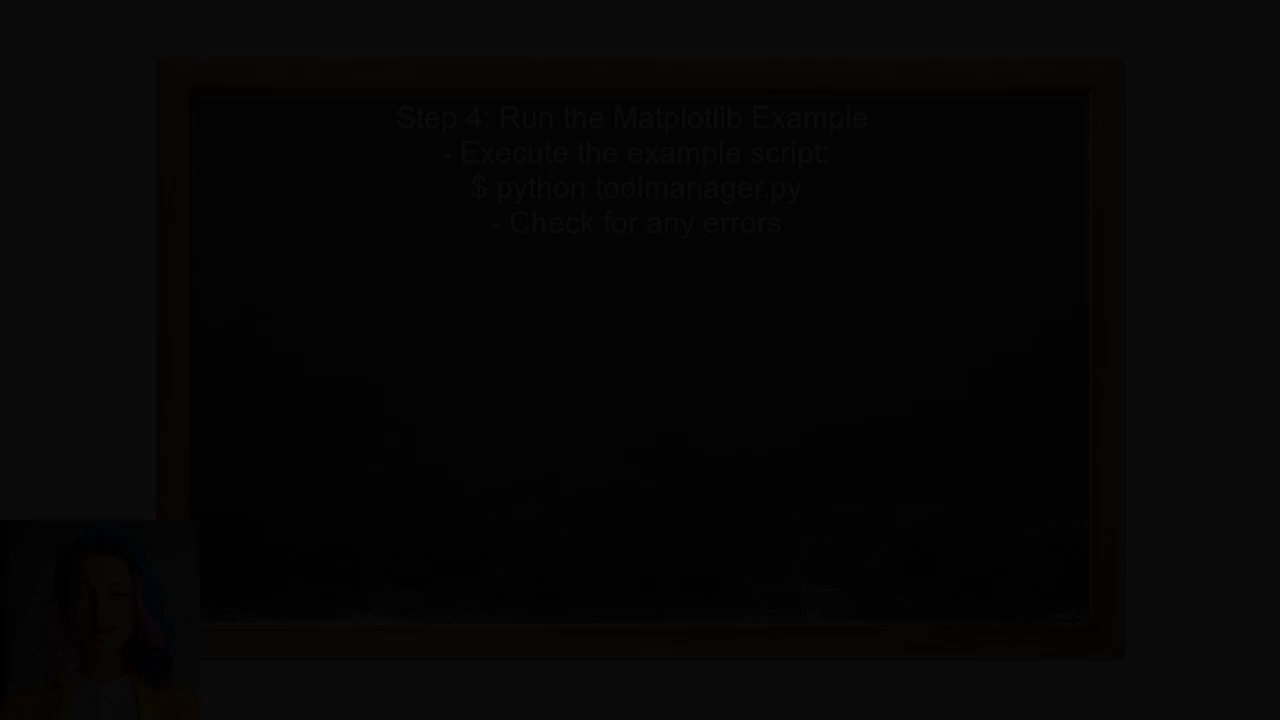 Step 4: Run the Matplotlib Example
- Execute the example script:
$ python toolmanager.py
- Check for any errors